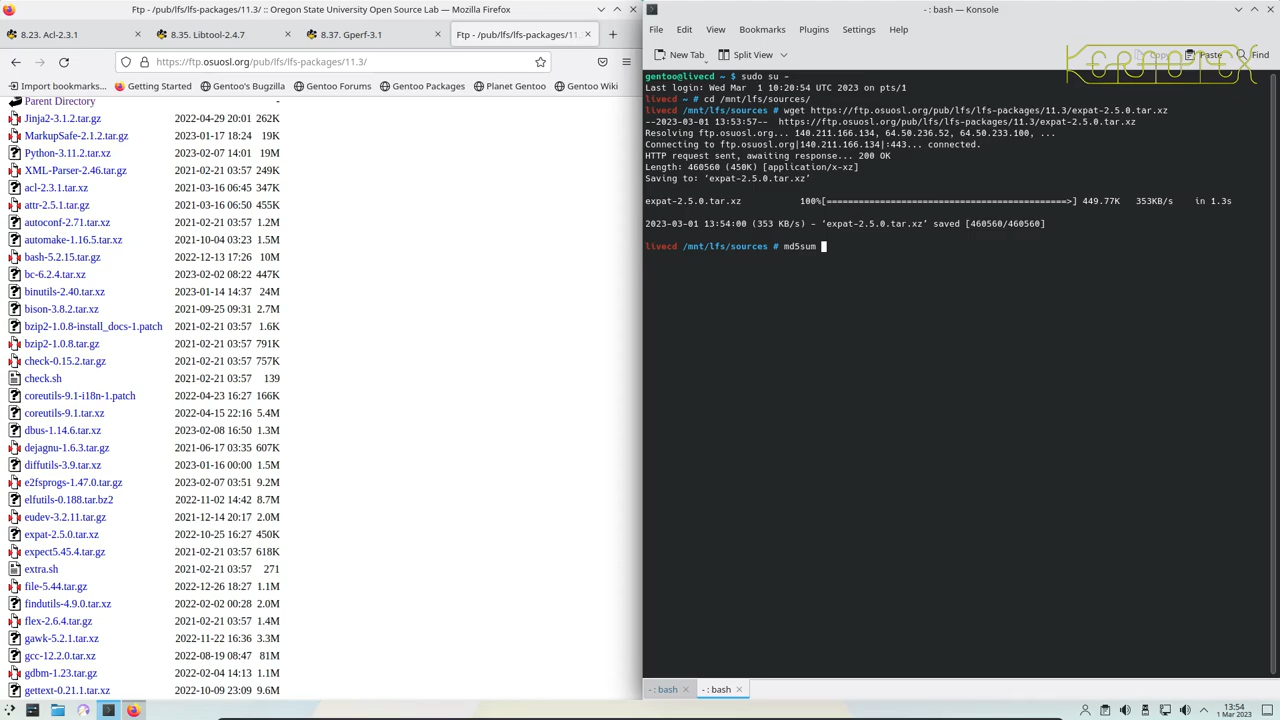 Ftp - /pub/lfs/lfs-packages/11.3/ :: Oregon State University Open Source Lab — Mozilla Firefox
8.23. Acl-2.3.1
8.35. Libtool-2.4.7
8.37. Gperf-3.1
Ftp - /pub/lfs/lfs-packages/11.
https://ftp.osuosl.org/pub/lfs/lfs-packages/11.3/
Import bookmarks...
Getting Started
Gentoo's Bugzilla
Gentoo Forums
Gentoo Packages
Planet Gentoo
Gentoo Wiki
Parent Directory -
Jinja2-3.1.2.tar.gz 2022-04-29 20:01 262K
MarkupSafe-2.1.2.tar.gz 2023-01-17 18:24 19K
Python-3.11.2.tar.xz 2023-02-07 14:01 19M
XML-Parser-2.46.tar.gz 2021-02-21 03:57 249K
acl-2.3.1.tar.xz 2021-03-16 06:45 347K
attr-2.5.1.tar.gz 2021-03-16 06:50 455K
autoconf-2.71.tar.xz 2021-02-21 03:57 1.2M
automake-1.16.5.tar.xz 2021-10-04 03:23 1.5M
bash-5.2.15.tar.gz 2022-12-13 17:26 10M
bc-6.2.4.tar.xz 2023-02-02 08:22 447K
binutils-2.40.tar.xz 2023-01-14 14:37 24M
bison-3.8.2.tar.xz 2021-09-25 09:31 2.7M
bzip2-1.0.8-install_docs-1.patch 2021-02-21 03:57 1.6K
bzip2-1.0.8.tar.gz 2021-02-21 03:57 791K
check-0.15.2.tar.gz 2021-02-21 03:57 757K
check.sh 2021-02-21 03:57 139
coreutils-9.1-i18n-1.patch 2022-04-23 16:27 166K
coreutils-9.1.tar.xz 2022-04-15 22:16 5.4M
dbus-1.14.6.tar.xz 2023-02-08 16:50 1.3M
dejagnu-1.6.3.tar.gz 2021-06-17 03:35 607K
diffutils-3.9.tar.xz 2023-01-16 00:00 1.5M
e2fsprogs-1.47.0.tar.gz 2023-02-07 03:51 9.2M
elfutils-0.188.tar.bz2 2022-11-02 14:42 8.7M
eudev-3.2.11.tar.gz 2021-12-14 20:17 2.0M
expat-2.5.0.tar.xz 2022-10-25 16:27 450K
expect5.45.4.tar.gz 2021-02-21 03:57 618K
extra.sh 2021-02-21 03:57 271
file-5.44.tar.gz 2022-12-26 18:27 1.1M
findutils-4.9.0.tar.xz 2022-02-02 00:28 2.0M
flex-2.6.4.tar.gz 2021-02-21 03:57 1.4M
gawk-5.2.1.tar.xz 2022-11-22 16:36 3.3M
gcc-12.2.0.tar.xz 2022-08-19 08:47 81M
gdbm-1.23.tar.gz 2022-02-04 14:13 1.1M
gettext-0.21.1.tar.xz 2022-10-09 23:09 9.6M
- : bash — Konsole
File Edit View Bookmarks Plugins Settings Help
New Tab Split View Copy Paste Find
KERNOTEX
gentoo@livecd ~ $ sudo su -
Last login: Wed Mar 1 10:20:54 UTC 2023 on pts/1
livecd ~ # cd /mnt/lfs/sources/
livecd /mnt/lfs/sources # wget https://ftp.osuosl.org/pub/lfs/lfs-packages/11.3/expat-2.5.0.tar.xz
--2023-03-01 13:53:57-- https://ftp.osuosl.org/pub/lfs/lfs-packages/11.3/expat-2.5.0.tar.xz
Resolving ftp.osuosl.org... 140.211.166.134, 64.50.236.52, 64.50.233.100, ...
Connecting to ftp.osuosl.org|140.211.166.134|:443... connected.
HTTP request sent, awaiting response... 200 OK
Length: 460560 (450K) [application/x-xz]
Saving to: ‘expat-2.5.0.tar.xz’
expat-2.5.0.tar.xz 100%[===========================================>] 449.77K 353KB/s in 1.3s
2023-03-01 13:54:00 (353 KB/s) - ‘expat-2.5.0.tar.xz’ saved [460560/460560]
livecd /mnt/lfs/sources # md5sum
- : bash
- : bash
13:54
1 Mar 2023